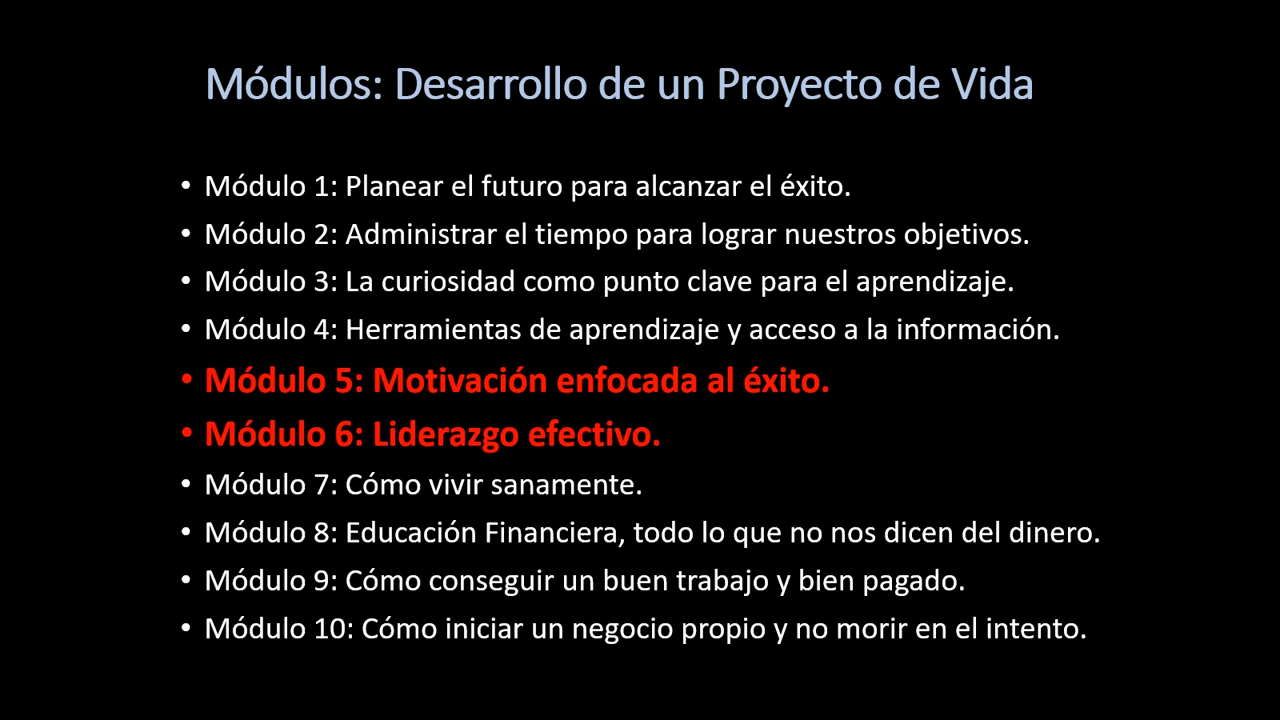 Módulos: Desarrollo de un Proyecto de Vida
• Módulo 1: Planear el futuro para alcanzar el éxito.
• Módulo 2: Administrar el tiempo para lograr nuestros objetivos.
• Módulo 3: La curiosidad como punto clave para el aprendizaje.
• Módulo 4: Herramientas de aprendizaje y acceso a la información.
• Módulo 5: Motivación enfocada al éxito.
• Módulo 6: Liderazgo efectivo.
• Módulo 7: Cómo vivir sanamente.
• Módulo 8: Educación Financiera, todo lo que no nos dicen del dinero.
• Módulo 9: Cómo conseguir un buen trabajo y bien pagado.
• Módulo 10: Cómo iniciar un negocio propio y no morir en el intento.